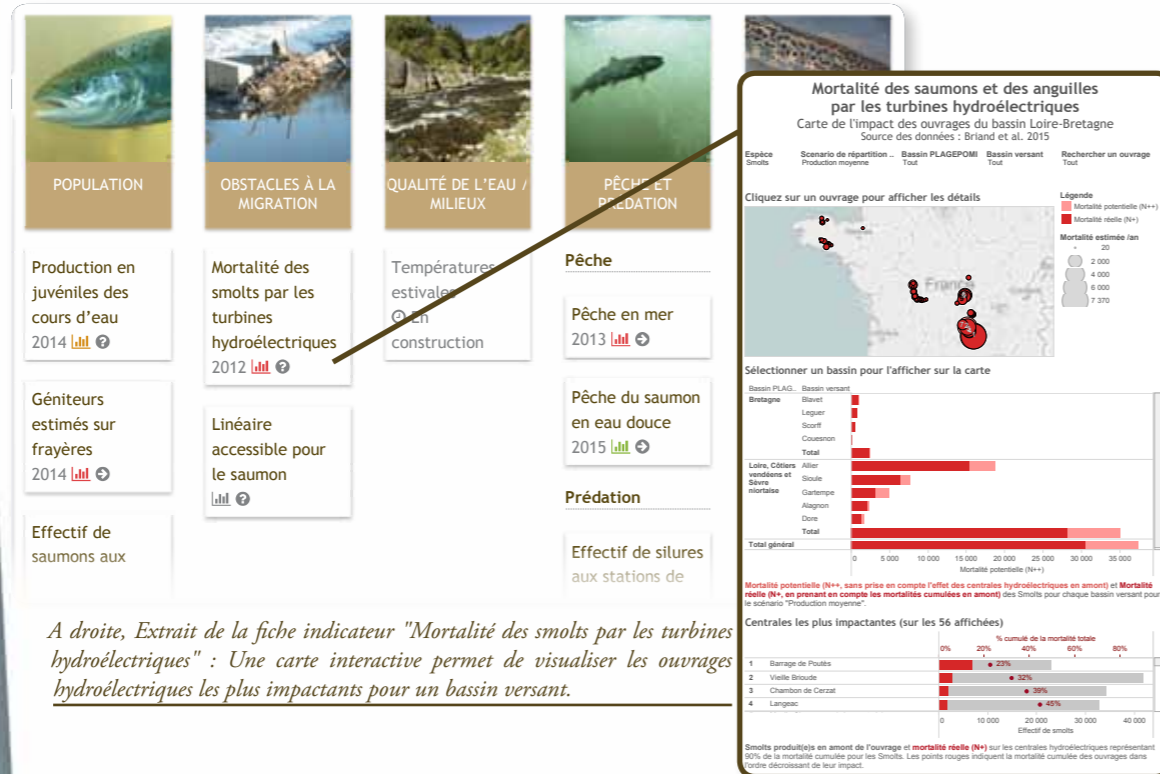 POPULATION
OBSTACLES À LA
MIGRATION
QUALITÉ DE L'EAU /
MILIEUX
PÊCHE ET
PRÉDATION
Production en
juvéniles des
cours d'eau
2014
Géniteurs
estimés sur
frayères
2014
Effectif de
saumons aux
Mortalité des
smolts par les
turbines
hydroélectriques
2012
Linéaire
accessible pour
le saumon
Températures
estivales
En
construction
Pêche
Pêche en mer
2013
Pêche du saumon
en eau douce
2015
Prédation
Effectif de silures
aux stations de
A droite, Extrait de la fiche indicateur "Mortalité des smolts par les turbines
hydroélectriques" : Une carte interactive permet de visualiser les ouvrages
hydroélectriques les plus impactants pour un bassin versant.
Mortalité des saumons et des anguilles
par les turbines hydroélectriques
Carte de l'impact des ouvrages du bassin Loire-Bretagne
Source des données : Briand et al. 2015
Espèce Scenario de répartition .. Bassin PLAGEPOMI Bassin versant Rechercher un ouvrage
Smolts Production moyenne Tout Tout Tout
Cliquez sur un ouvrage pour afficher les détails
Légende
Mortalité potentielle (N++)
Mortalité réelle (N+)
Mortalité estimée /an
20
2 000
4 000
6 000
7 370
France
Sélectionner un bassin pour l'afficher sur la carte
Bassin PLAG.. Bassin versant
Bretagne Blavet
Leguer
Scorff
Couesnon
Total
Loire, Côtiers Allier
vendéens et
Sèvre Sioule
niortaise Gartempe
Alagnon
Dore
Total
Total général
0 5 000 10 000 15 000 20 000 25 000 30 000 35 000
Mortalité potentielle (N++)
Mortalité potentielle (N++, sans prise en compte l'effet des centrales hydroélectriques en amont) et Mortalité
réelle (N+, en prenant en compte les mortalités cumulées en amont) des Smolts pour chaque bassin versant pour
le scénario "Production moyenne".
Centrales les plus impactantes (sur les 56 affichées)
% cumulé de la mortalité totale
0% 20% 40% 60% 80%
1 Barrage de Poutès 23%
2 Vieille Brioude 32%
3 Chambon de Cerzat 39%
4 Langeac 45%
0 10 000 20 000 30 000 40 000
Effectif de smolts
Smolts produit(e)s en amont de l'ouvrage et mortalité réelle (N+) sur les centrales hydroélectriques représentant
90% de la mortalité cumulée pour les Smolts. Les points rouges indiquent la mortalité cumulée des ouvrages dans
l'ordre décroissant de leur impact.